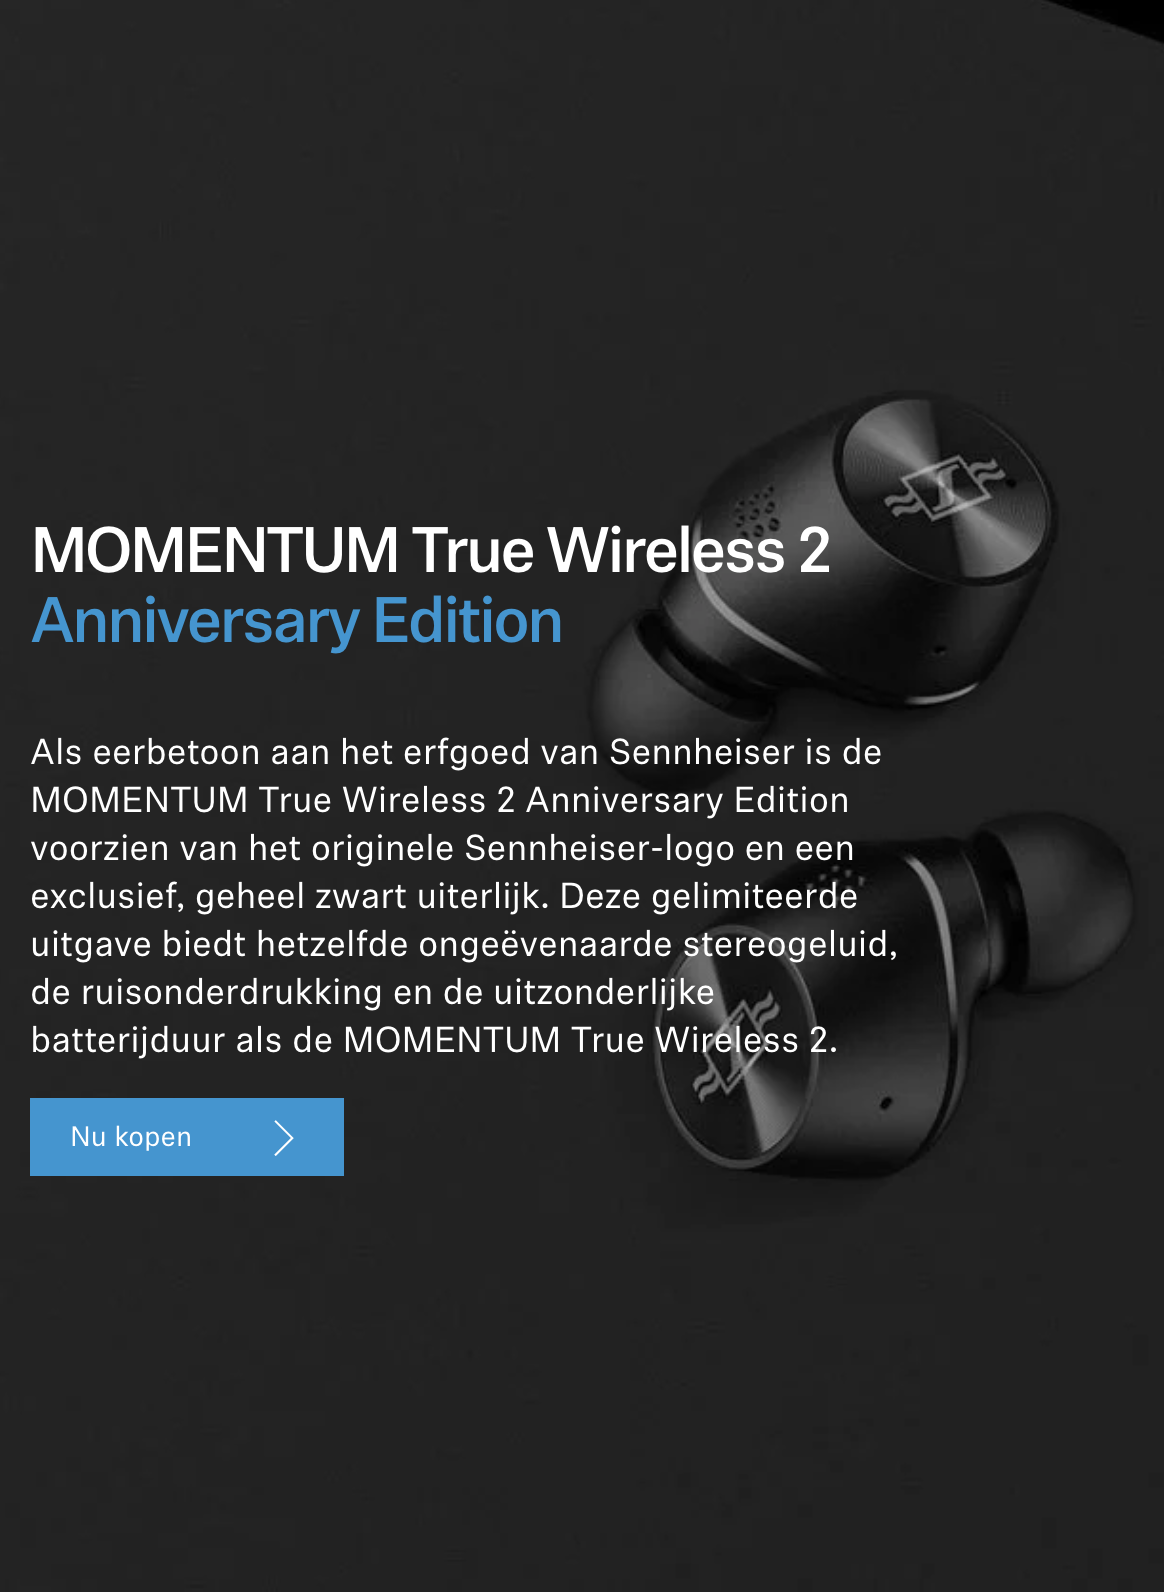 MOMENTUM True Wireless 2
Anniversary Edition
Als eerbetoon aan het erfgoed van Sennheiser is de
MOMENTUM True Wireless 2 Anniversary Edition
voorzien van het originele Sennheiser-logo en een
exclusief, geheel zwart uiterlijk. Deze gelimiteerde
uitgave biedt hetzelfde ongeëvenaarde stereogeluid,
de ruisonderdrukking en de uitzonderlijke
batterijduur als de MOMENTUM True Wireless 2.
Nu kopen